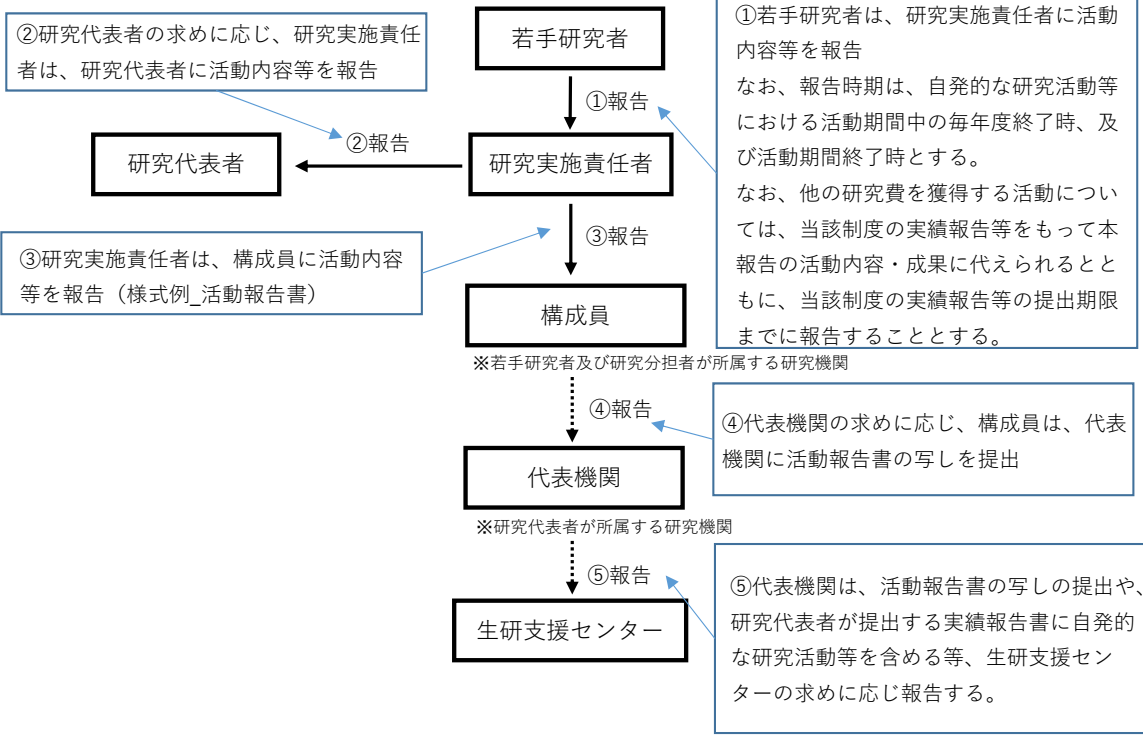 ②研究代表者の求めに応じ、研究実施責任
者は、研究代表者に活動内容等を報告
若手研究者
①若手研究者は、研究実施責任者に活動
内容等を報告
なお、報告時期は、自発的な研究活動等
における活動期間中の毎年度終了時、及
び活動期間終了時とする。
なお、他の研究費を獲得する活動につい
ては、当該制度の実績報告等をもって本
報告の活動内容・成果に代えられるとと
もに、当該制度の実績報告等の提出期限
までに報告することとする。
①報告
②報告
研究代表者
研究実施責任者
③報告
③研究実施責任者は、構成員に活動内容
等を報告（様式例_活動報告書）
構成員
※若手研究者及び研究分担者が所属する研究機関
④報告
④代表機関の求めに応じ、構成員は、代表
機関に活動報告書の写しを提出
代表機関
※研究代表者が所属する研究機関
⑤報告
⑤代表機関は、活動報告書の写しの提出や、
研究代表者が提出する実績報告書に自発的
な研究活動等を含める等、生研支援セン
ターの求めに応じ報告する。
生研支援センター